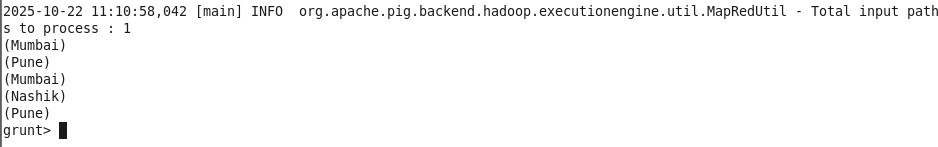 2025-10-22 11:10:58,042 [main] INFO  org.apache.pig.backend.hadoop.executionengine.util.MapRedUtil - Total input path
s to process : 1
(Mumbai)
(Pune)
(Mumbai)
(Nashik)
(Pune)
grunt>